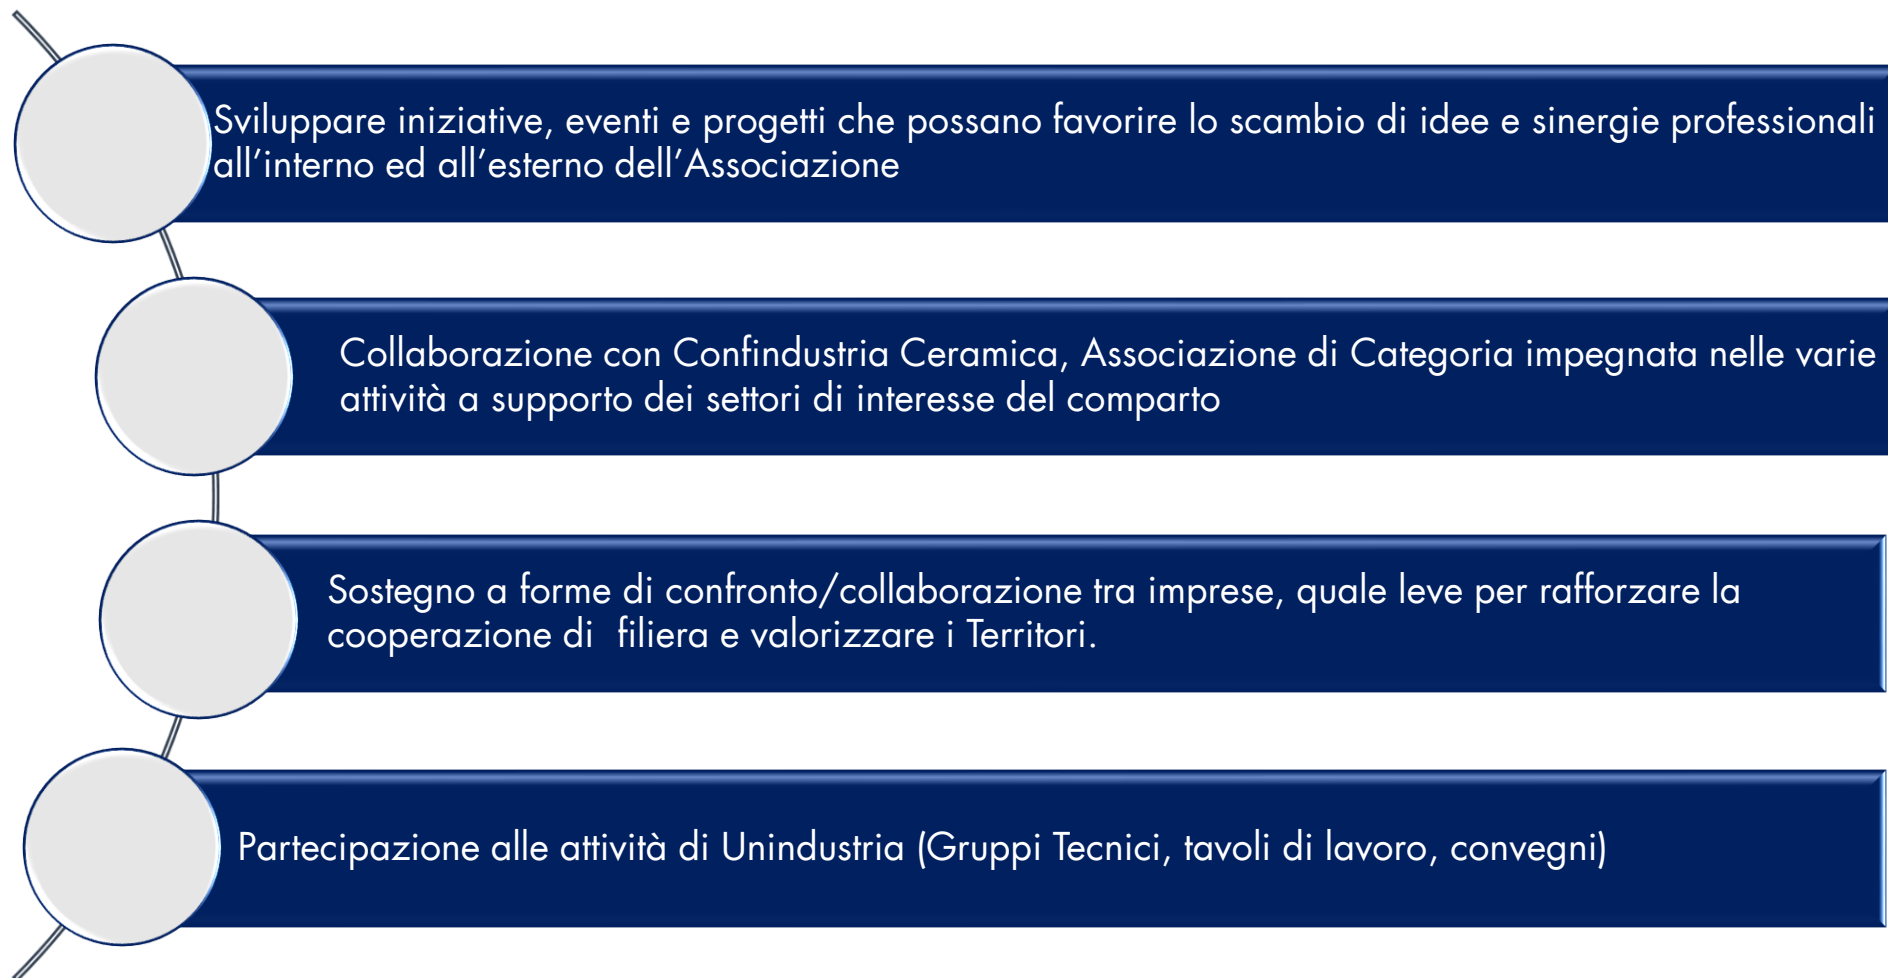 Sviluppare iniziative, eventi e progetti che possano favorire lo scambio di idee e sinergie professionali
all’interno ed all’esterno dell’Associazione
Collaborazione con Confindustria Ceramica, Associazione di Categoria impegnata nelle varie
attività a supporto dei settori di interesse del comparto
Sostegno a forme di confronto/collaborazione tra imprese, quale leve per rafforzare la
cooperazione di  filiera e valorizzare i Territori.
Partecipazione alle attività di Unindustria (Gruppi Tecnici, tavoli di lavoro, convegni)